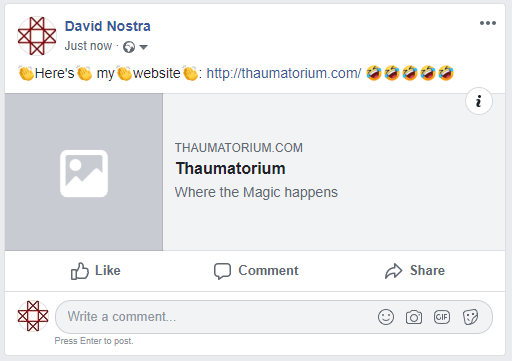 David Nostra
Just now ·
👏Here's👏 my👏website👏: http://thaumatorium.com/ 🤣🤣🤣🤣🤣
i
THAUMATORIUM.COM
Thaumatorium
Where the Magic happens
Like Comment Share
Write a comment... GIF
Press Enter to post.